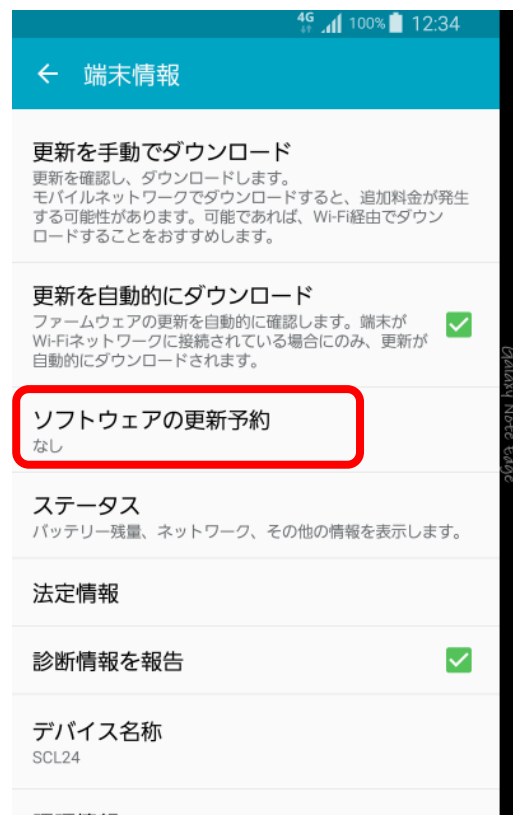 4G 100% 12:34
端末情報
更新を手動でダウンロード
更新を確認し、ダウンロードします。
モバイルネットワークでダウンロードすると、追加料金が発生
する可能性があります。可能であれば、Wi-Fi経由でダウン
ロードすることをおすすめします。
更新を自動的にダウンロード
ファームウェアの更新を自動的に確認します。端末が
Wi-Fiネットワークに接続されている場合にのみ、更新が
自動的にダウンロードされます。
ソフトウェアの更新予約
なし
ステータス
バッテリー残量、ネットワーク、その他の情報を表示します。
法定情報
診断情報を報告
デバイス名称
SCL24
Galaxy Note Edge